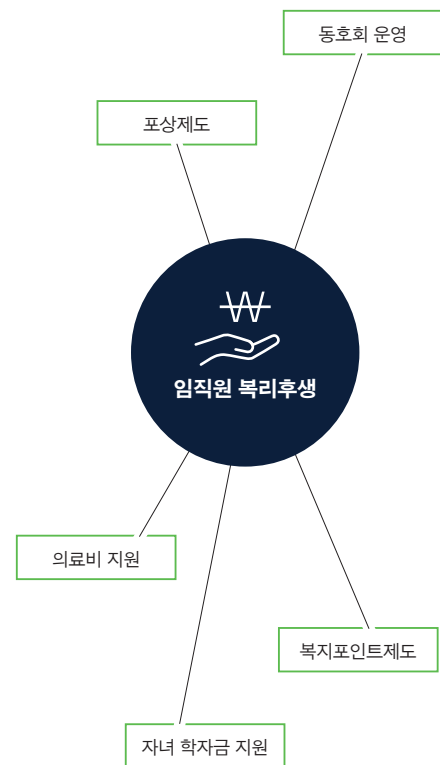 동호회 운영
포상제도
임직원 복리후생
의료비 지원
복지포인트제도
자녀 학자금 지원